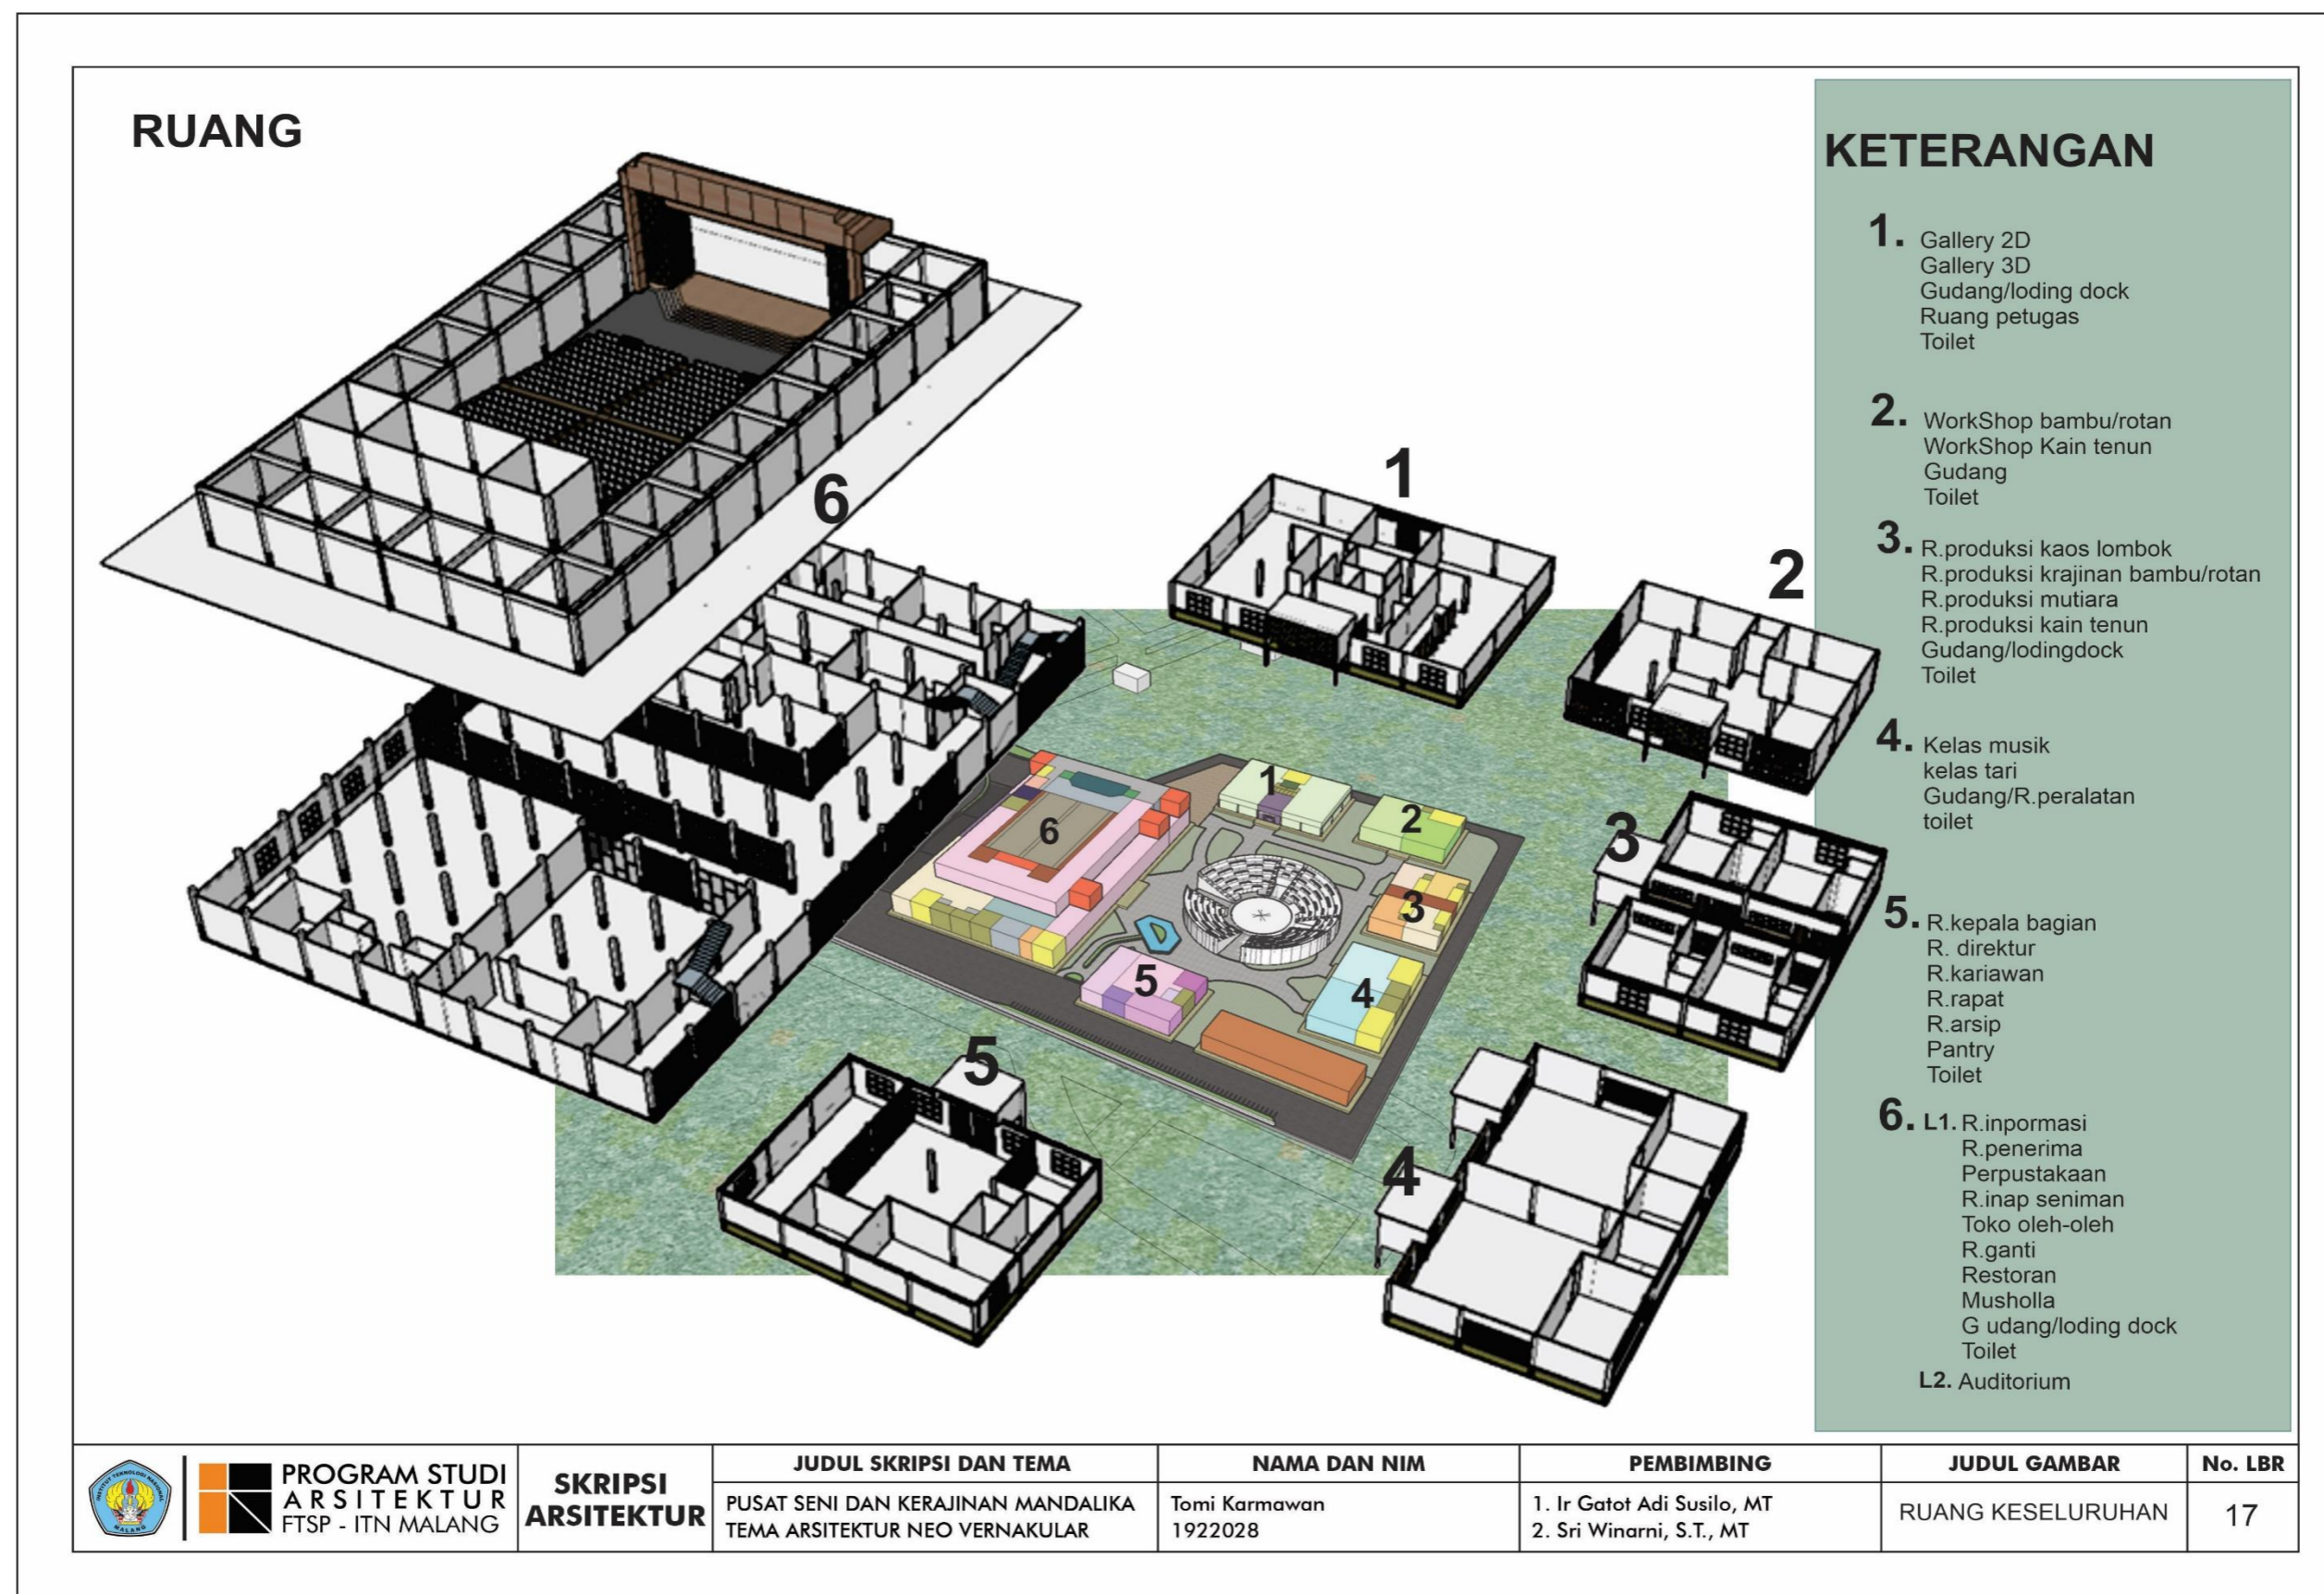 RUANG
KETERANGAN
1. Gallery 2D
Gallery 3D
Gudang/loding dock
Ruang petugas
Toilet
2. WorkShop bambu/rotan
WorkShop Kain tenun
Gudang
Toilet
3. R.produksi kaos lombok
R.produksi krajinan bambu/rotan
R.produksi mutiara
R.produksi kain tenun
Gudang/lodingdock
Toilet
4. Kelas musik
kelas tari
Gudang/R.peralatan
toilet
5. R.kepala bagian
R. direktur
R.kariawan
R.rapat
R.arsip
Pantry
Toilet
6. L1. R.inpormasi
R.penerima
Perpustakaan
R.inap seniman
Toko oleh-oleh
R.ganti
Restoran
Musholla
G udang/loding dock
Toilet
L2. Auditorium
6
1
2
3
4
5
1
2
3
4
5
6
INSTITUT TEKNOLOGI NASIONAL
MALANG
PROGRAM STUDI
ARSITEKTUR
FTSP - ITN MALANG
SKRIPSI
ARSITEKTUR
JUDUL SKRIPSI DAN TEMA
PUSAT SENI DAN KERAJINAN MANDALIKA
TEMA ARSITEKTUR NEO VERNAKULAR
NAMA DAN NIM
Tomi Karmawan
1922028
PEMBIMBING
1. Ir Gatot Adi Susilo, MT
2. Sri Winarni, S.T., MT
JUDUL GAMBAR
RUANG KESELURUHAN
No. LBR
17